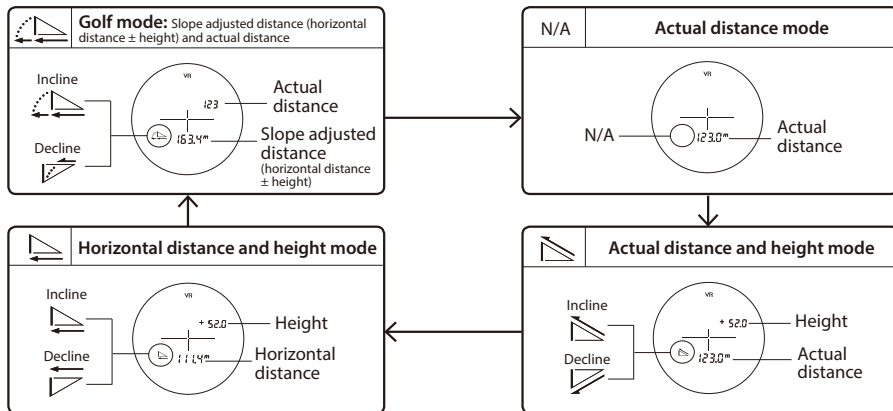 Golf mode: Slope adjusted distance (horizontal
distance ± height) and actual distance
Incline
Decline
VR
123
163.4m
Actual
distance
Slope adjusted
distance
(horizontal distance
± height)
N/A
Actual distance mode
VR
N/A
123.0m
Actual
distance
Horizontal distance and height mode
Incline
Decline
VR
+ 52.0
111.4m
Height
Horizontal
distance
Actual distance and height mode
Incline
Decline
VR
+ 52.0
123.0m
Height
Actual
distance